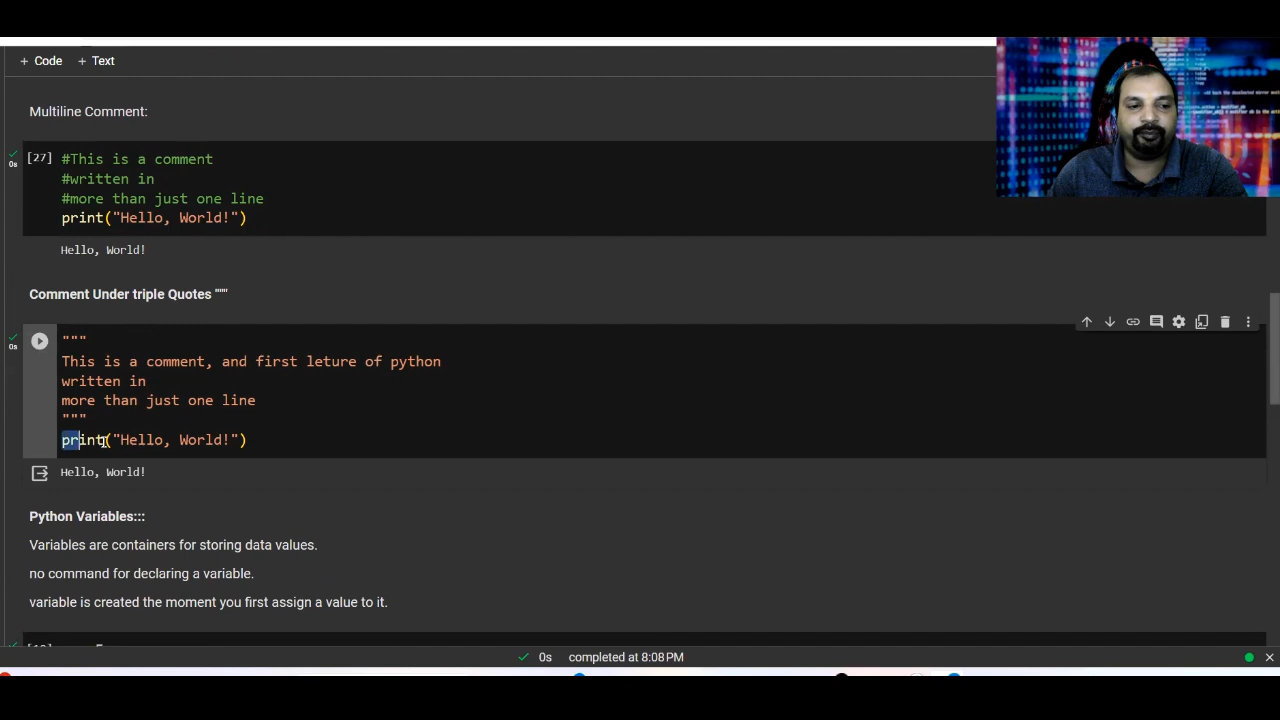 + Code + Text
Multiline Comment:
[27] #This is a comment
#written in
#more than just one line
print("Hello, World!")
0s
Hello, World!
Comment Under triple Quotes """
"""
0s
This is a comment, and first leture of python
written in
more than just one line
"""
print("Hello, World!")
Hello, World!
Python Variables:::
Variables are containers for storing data values.
no command for declaring a variable.
variable is created the moment you first assign a value to it.
0s completed at 8:08 PM